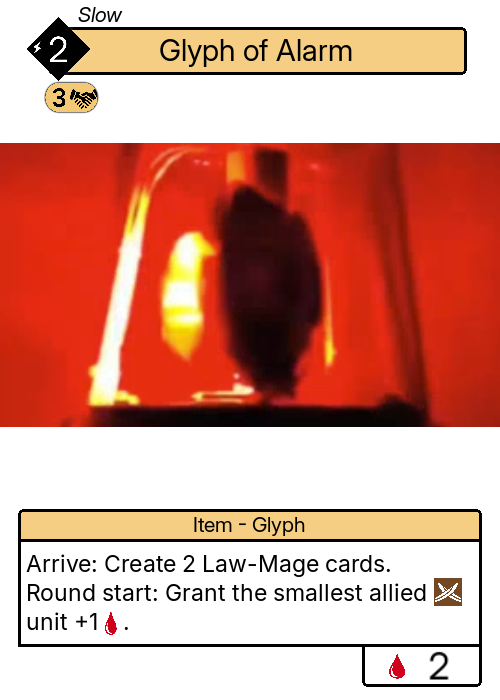 Slow
2
Glyph of Alarm
3
Item - Glyph
Arrive: Create 2 Law-Mage cards.
Round start: Grant the smallest allied
unit +1.
2